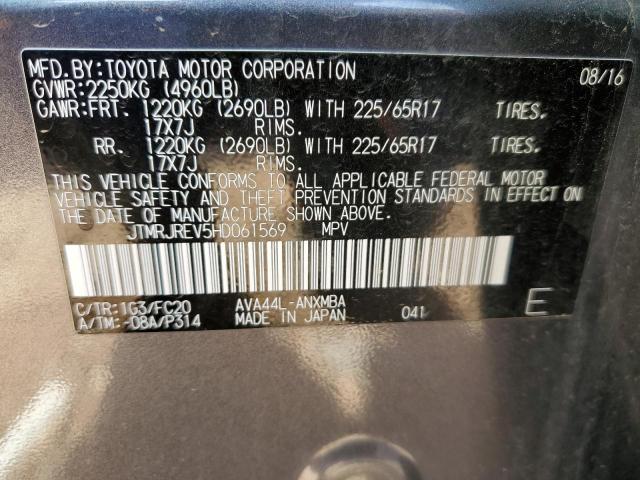 MFD.BY:TOYOTA MOTOR CORPORATION 08/16
GVWR:2250KG (4960LB)
GAWR:FRT. 1220KG (2690LB) WITH 225/65R17 TIRES.
17X7J RIMS.
RR. 1220KG (2690LB) WITH 225/65R17 TIRES.
17X7J RIMS.
THIS VEHICLE CONFORMS TO ALL APPLICABLE FEDERAL MOTOR
VEHICLE SAFETY AND THEFT PREVENTION STANDARDS IN EFFECT ON
THE DATE OF MANUFACTURE SHOWN ABOVE.
JTMRJREV5HD061569 MPV
C/TR:1G3/FC20 AVA44L-ANXMBA
A/TM:-08A/P314 MADE IN JAPAN 041
E